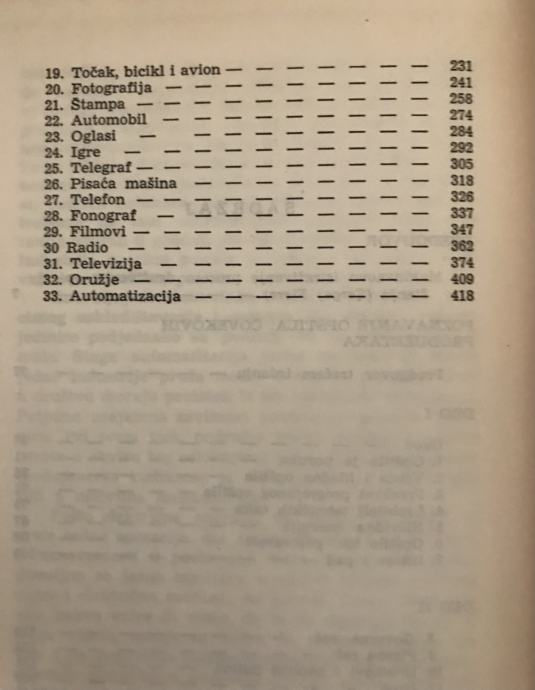 19. Točak, bicikl i avion — — — — — — — 231
20. Fotografija — — — — — — — — 241
21. Štampa — — — — — — — — — 258
22. Automobil — — — — — — — — 274
23. Oglasi — — — — — — — — 284
24. Igre — — — — — — — — — 292
25. Telegraf — — — — — — — — — 305
26. Pisaća mašina — — — — — — — 318
27. Telefon — — — — — — — — — 326
28. Fonograf — — — — — — — — 337
29. Filmovi — — — — — — — — — 347
30 Radio — — — — — — — — — 362
31. Televizija — — — — — — — — 374
32. Oružje — — — — — — — — — 409
33. Automatizacija — — — — — — — 418